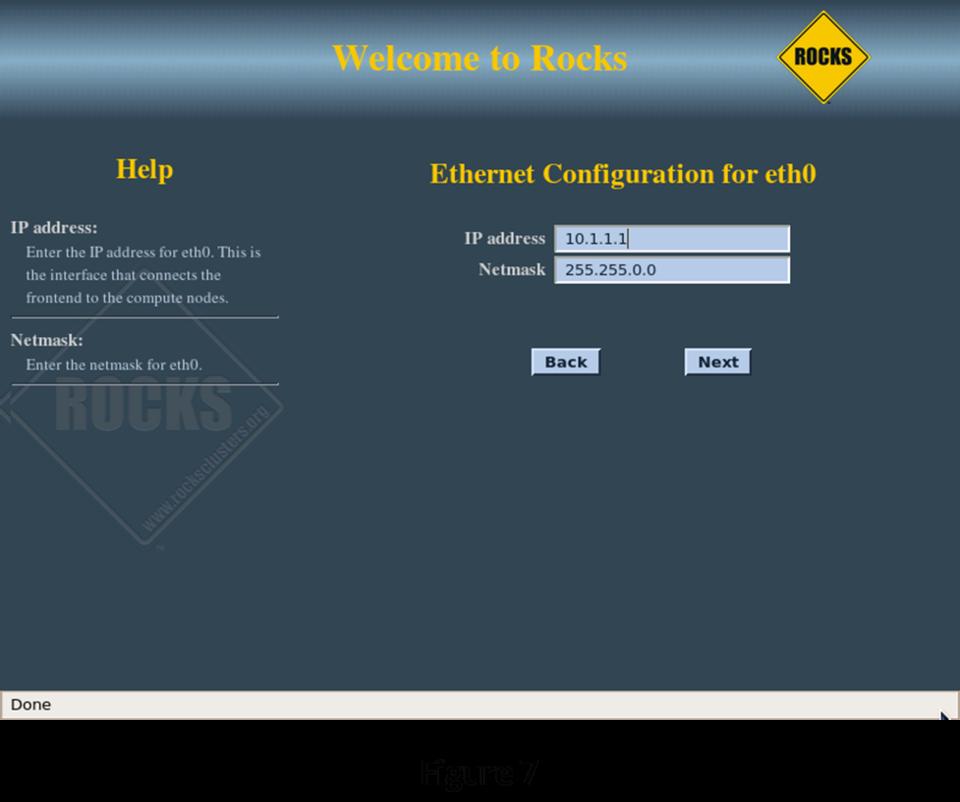 Welcome to Rocks
ROCKS
Help
IP address:
Enter the IP address for eth0. This is
the interface that connects the
frontend to the compute nodes.
Netmask:
Enter the netmask for eth0.
ROCKS
www.rocksclusters.org
Ethernet Configuration for eth0
IP address 10.1.1.1
Netmask 255.255.0.0
Back Next
Done
Figure 7